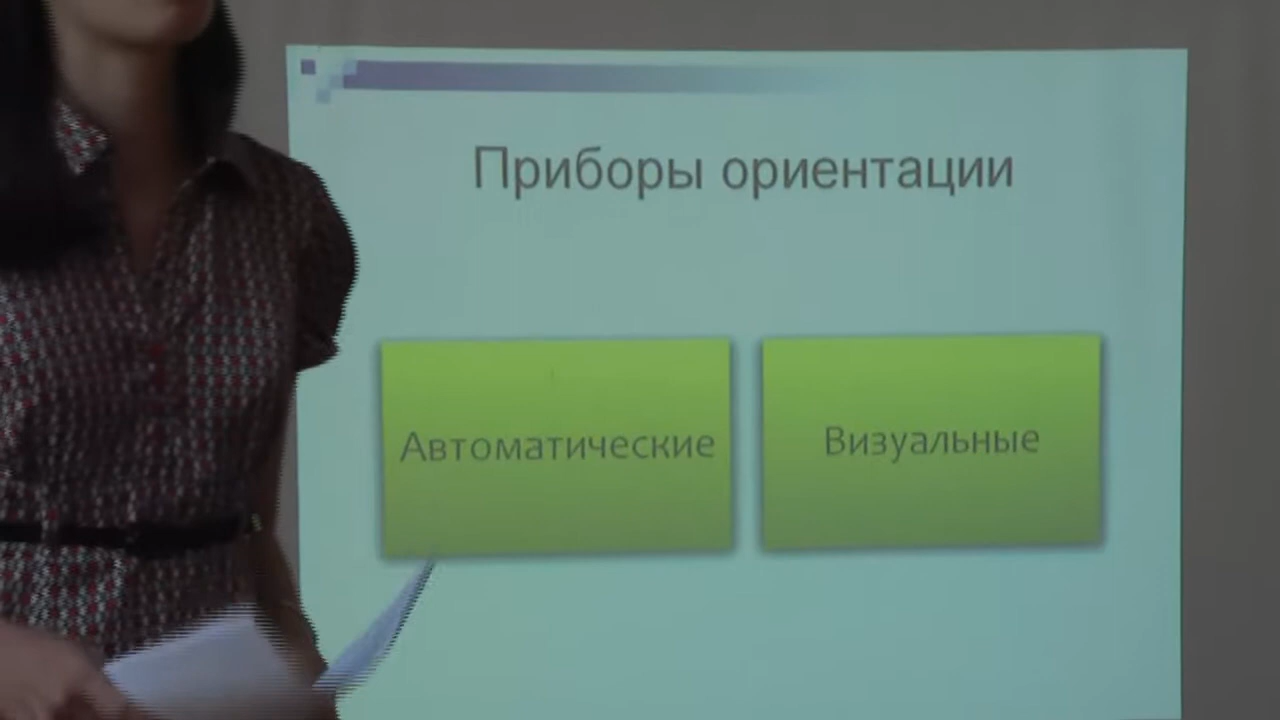 Приборы ориентации
Автоматические
Визуальные